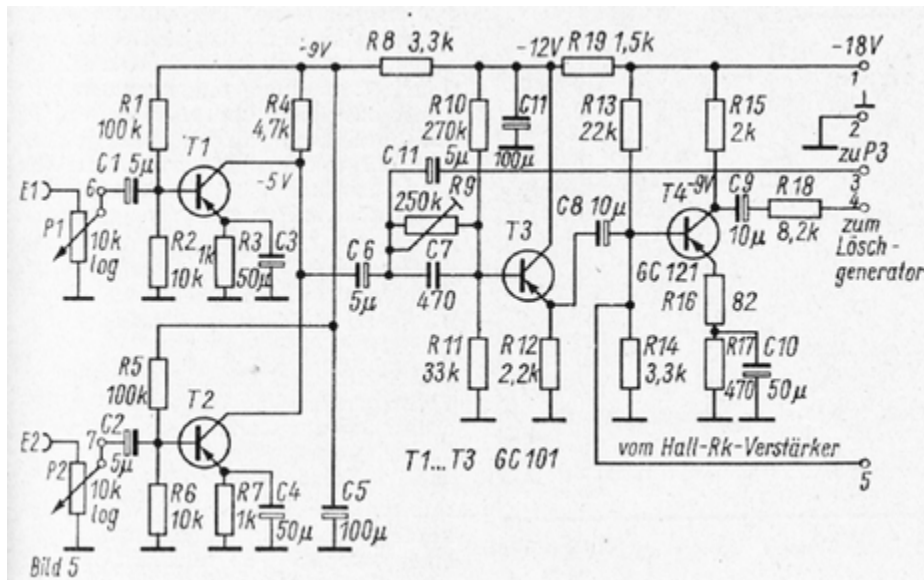 -9V
R8 3,3k
-12V
R19 1,5k
-18V
1
R1
100k
R4
4,7k
R10
270k
C11
100µ
R13
22k
R15
2k
2
zu P3
3
C1 5µ
T1
-5V
C11
5µ
R9
250k
E1
6
P1
10k
log
R2
10k
1k
R3
50µ
C3
C6
5µ
C7
470
T3
C8 10µ
T4
-9V
C9
10µ
R18
8,2k
4
zum
Lösch-
generator
GC 121
R16
82
R5
100k
R11
33k
R12
2,2k
R14
3,3k
R17
470
C10
50µ
T2
E2
7
C2
5µ
P2
10k
log
R6
10k
R7
1k
C4
50µ
C5
100µ
T1...T3 GC101
vom Hall-Rk-Verstärker
5
Bild 5